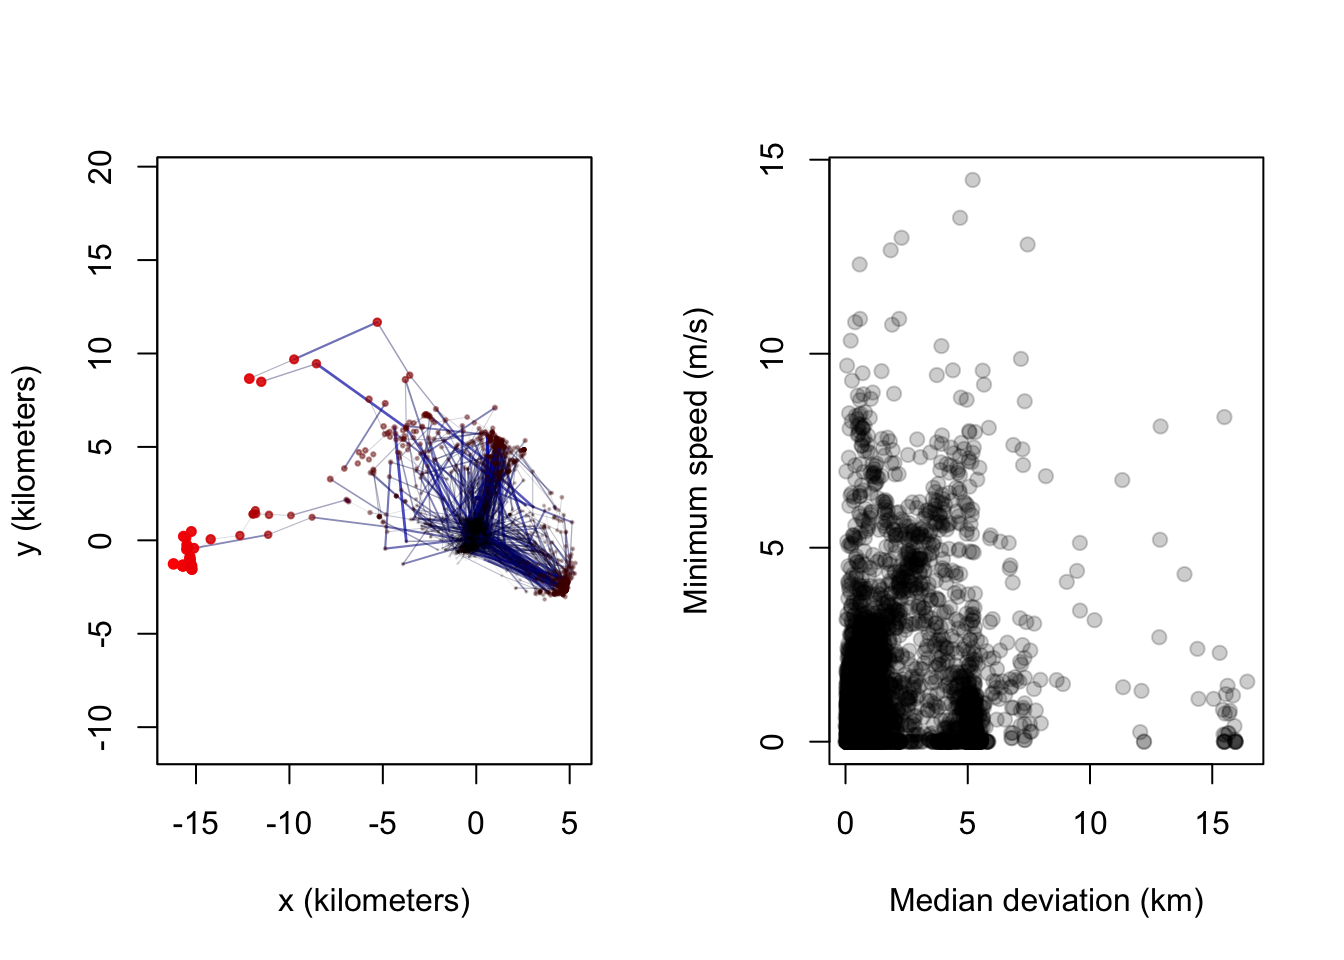 20
15
10
5
0
-5
-10
y (kilometers)
-15 -10 -5 0 5
x (kilometers)
15
10
5
0
Minimum speed (m/s)
0 5 10 15
Median deviation (km)